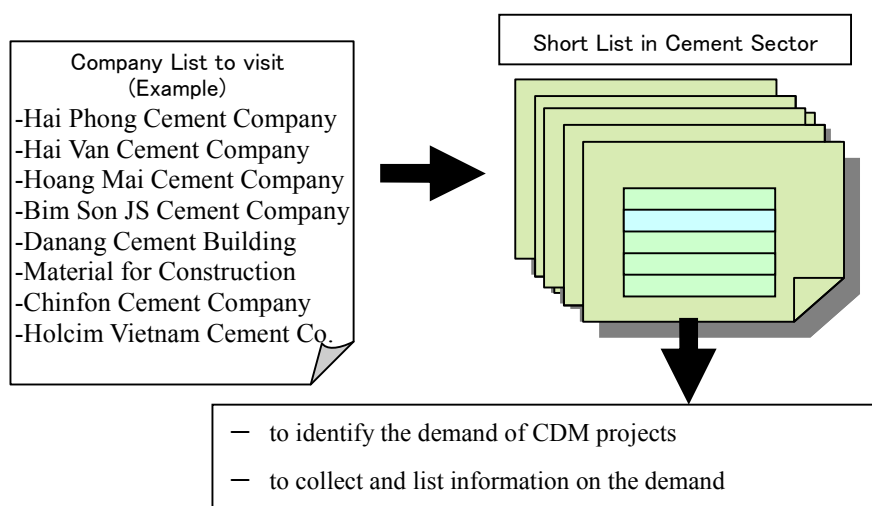 Company List to visit
(Example)
-Hai Phong Cement Company
-Hai Van Cement Company
-Hoang Mai Cement Company
-Bim Son JS Cement Company
-Danang Cement Building
-Material for Construction
-Chinfon Cement Company
-Holcim Vietnam Cement Co.
Short List in Cement Sector
― to identify the demand of CDM projects
― to collect and list information on the demand